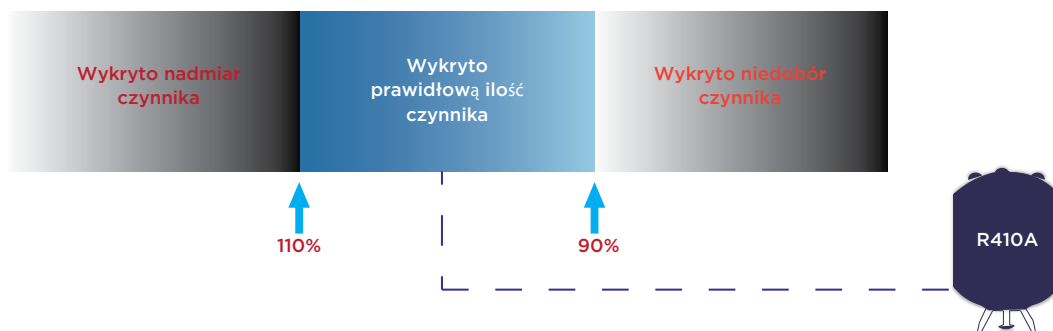 Wykryto nadmiar
czynnika
Wykryto
prawidłową ilość
czynnika
Wykryto niedobór
czynnika
110%
90%
R410A